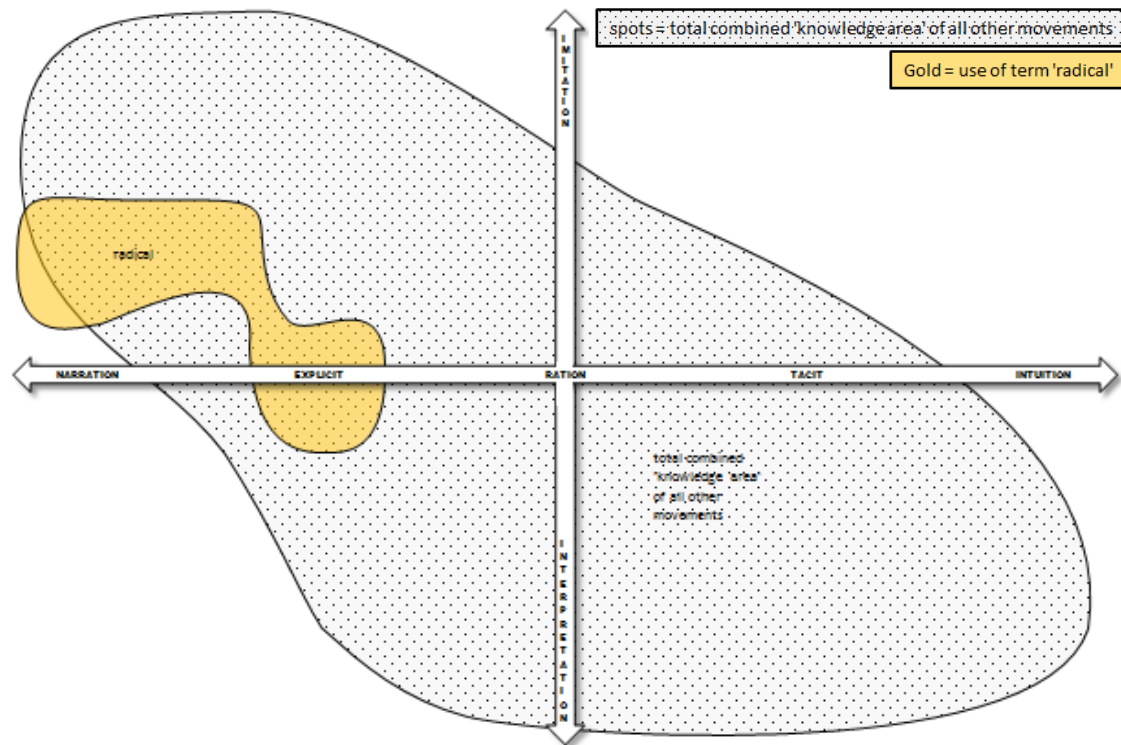 spots = total combined 'knowledge area' of all other movements
Gold = use of term 'radical'
IMITATION
radical
NARRATION
EXPLICIT
RATION
TACIT
INTUITION
total combined
'knowledge 'area'
of all other
movements
INTERPRETATION